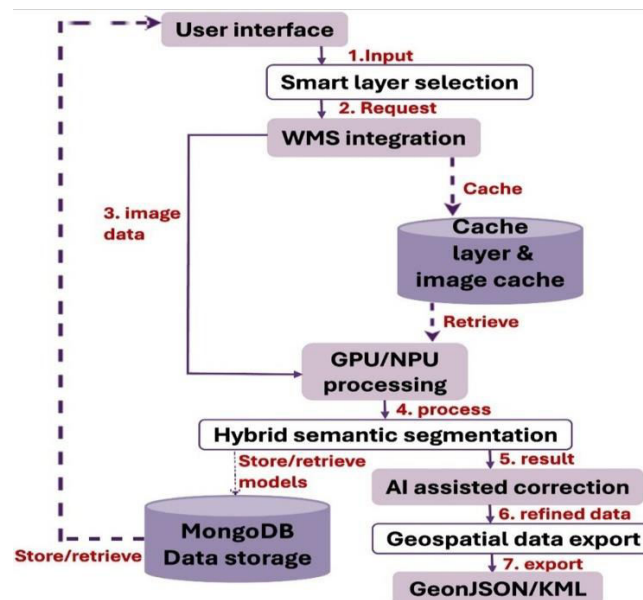 User interface
1.Input
Smart layer selection
2. Request
WMS integration
Cache
3. image
data
Cache
layer &
image cache
Retrieve
GPU/NPU
processing
4. process
Hybrid semantic segmentation
Store/retrieve
models
5. result
AI assisted correction
6. refined data
MongoDB
Data storage
Geospatial data export
Store/retrieve
7. export
GeonJSON/KML